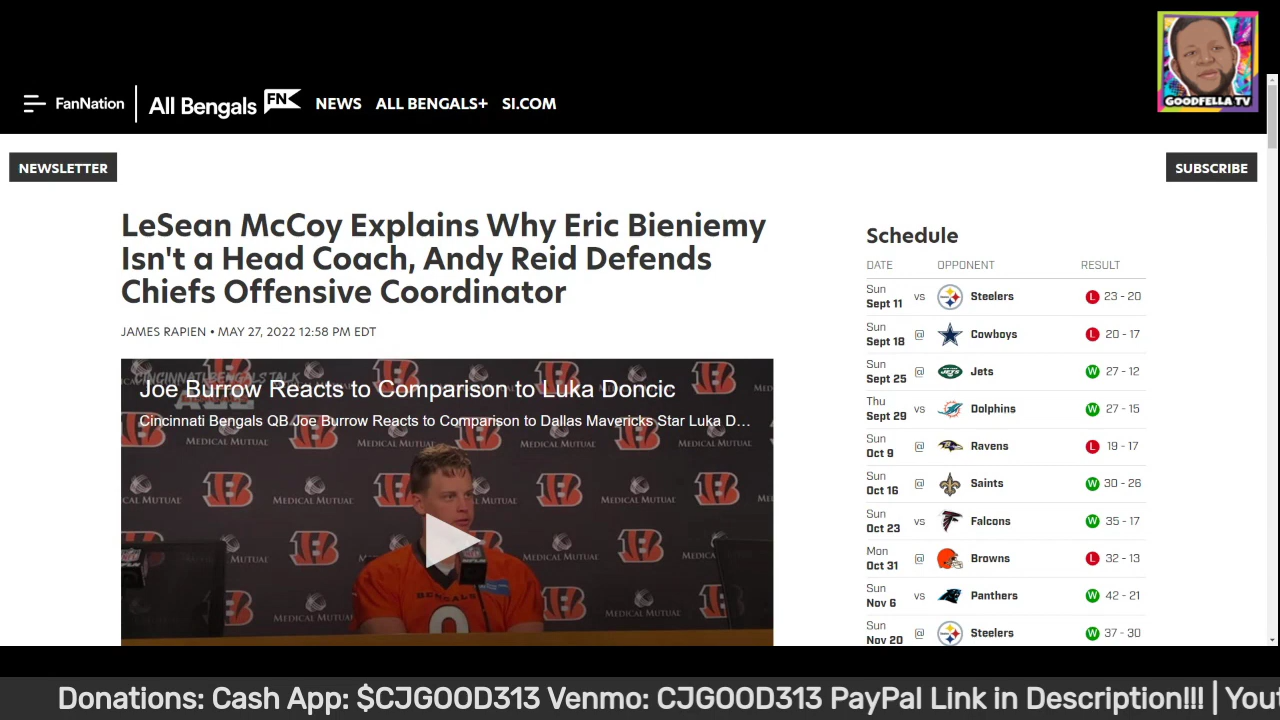 GOODFELLA TV
FanNation
All Bengals FN
NEWS ALL BENGALS+ SI.COM
NEWSLETTER
SUBSCRIBE
LeSean McCoy Explains Why Eric Bieniemy
Isn't a Head Coach, Andy Reid Defends
Chiefs Offensive Coordinator
JAMES RAPIEN • MAY 27, 2022 12:58 PM EDT
CINCINNATI BENGALS TALK
Joe Burrow Reacts to Comparison to Luka Doncic
Cincinnati Bengals QB Joe Burrow Reacts to Comparison to Dallas Mavericks Star Luka D...
MEDICAL MUTUAL
BENGALS
Schedule
DATE OPPONENT RESULT
Sun Sept 11 vs Steelers L 23 - 20
Sun Sept 18 @ Cowboys L 20 - 17
Sun Sept 25 @ Jets W 27 - 12
Thu Sept 29 vs Dolphins W 27 - 15
Sun Oct 9 @ Ravens L 19 - 17
Sun Oct 16 @ Saints W 30 - 26
Sun Oct 23 vs Falcons W 35 - 17
Mon Oct 31 @ Browns L 32 - 13
Sun Nov 6 vs Panthers W 42 - 21
Sun Nov 20 @ Steelers W 37 - 30
Donations: Cash App: $CJGOOD313 Venmo: CJGOOD313 PayPal Link in Description!!! | You